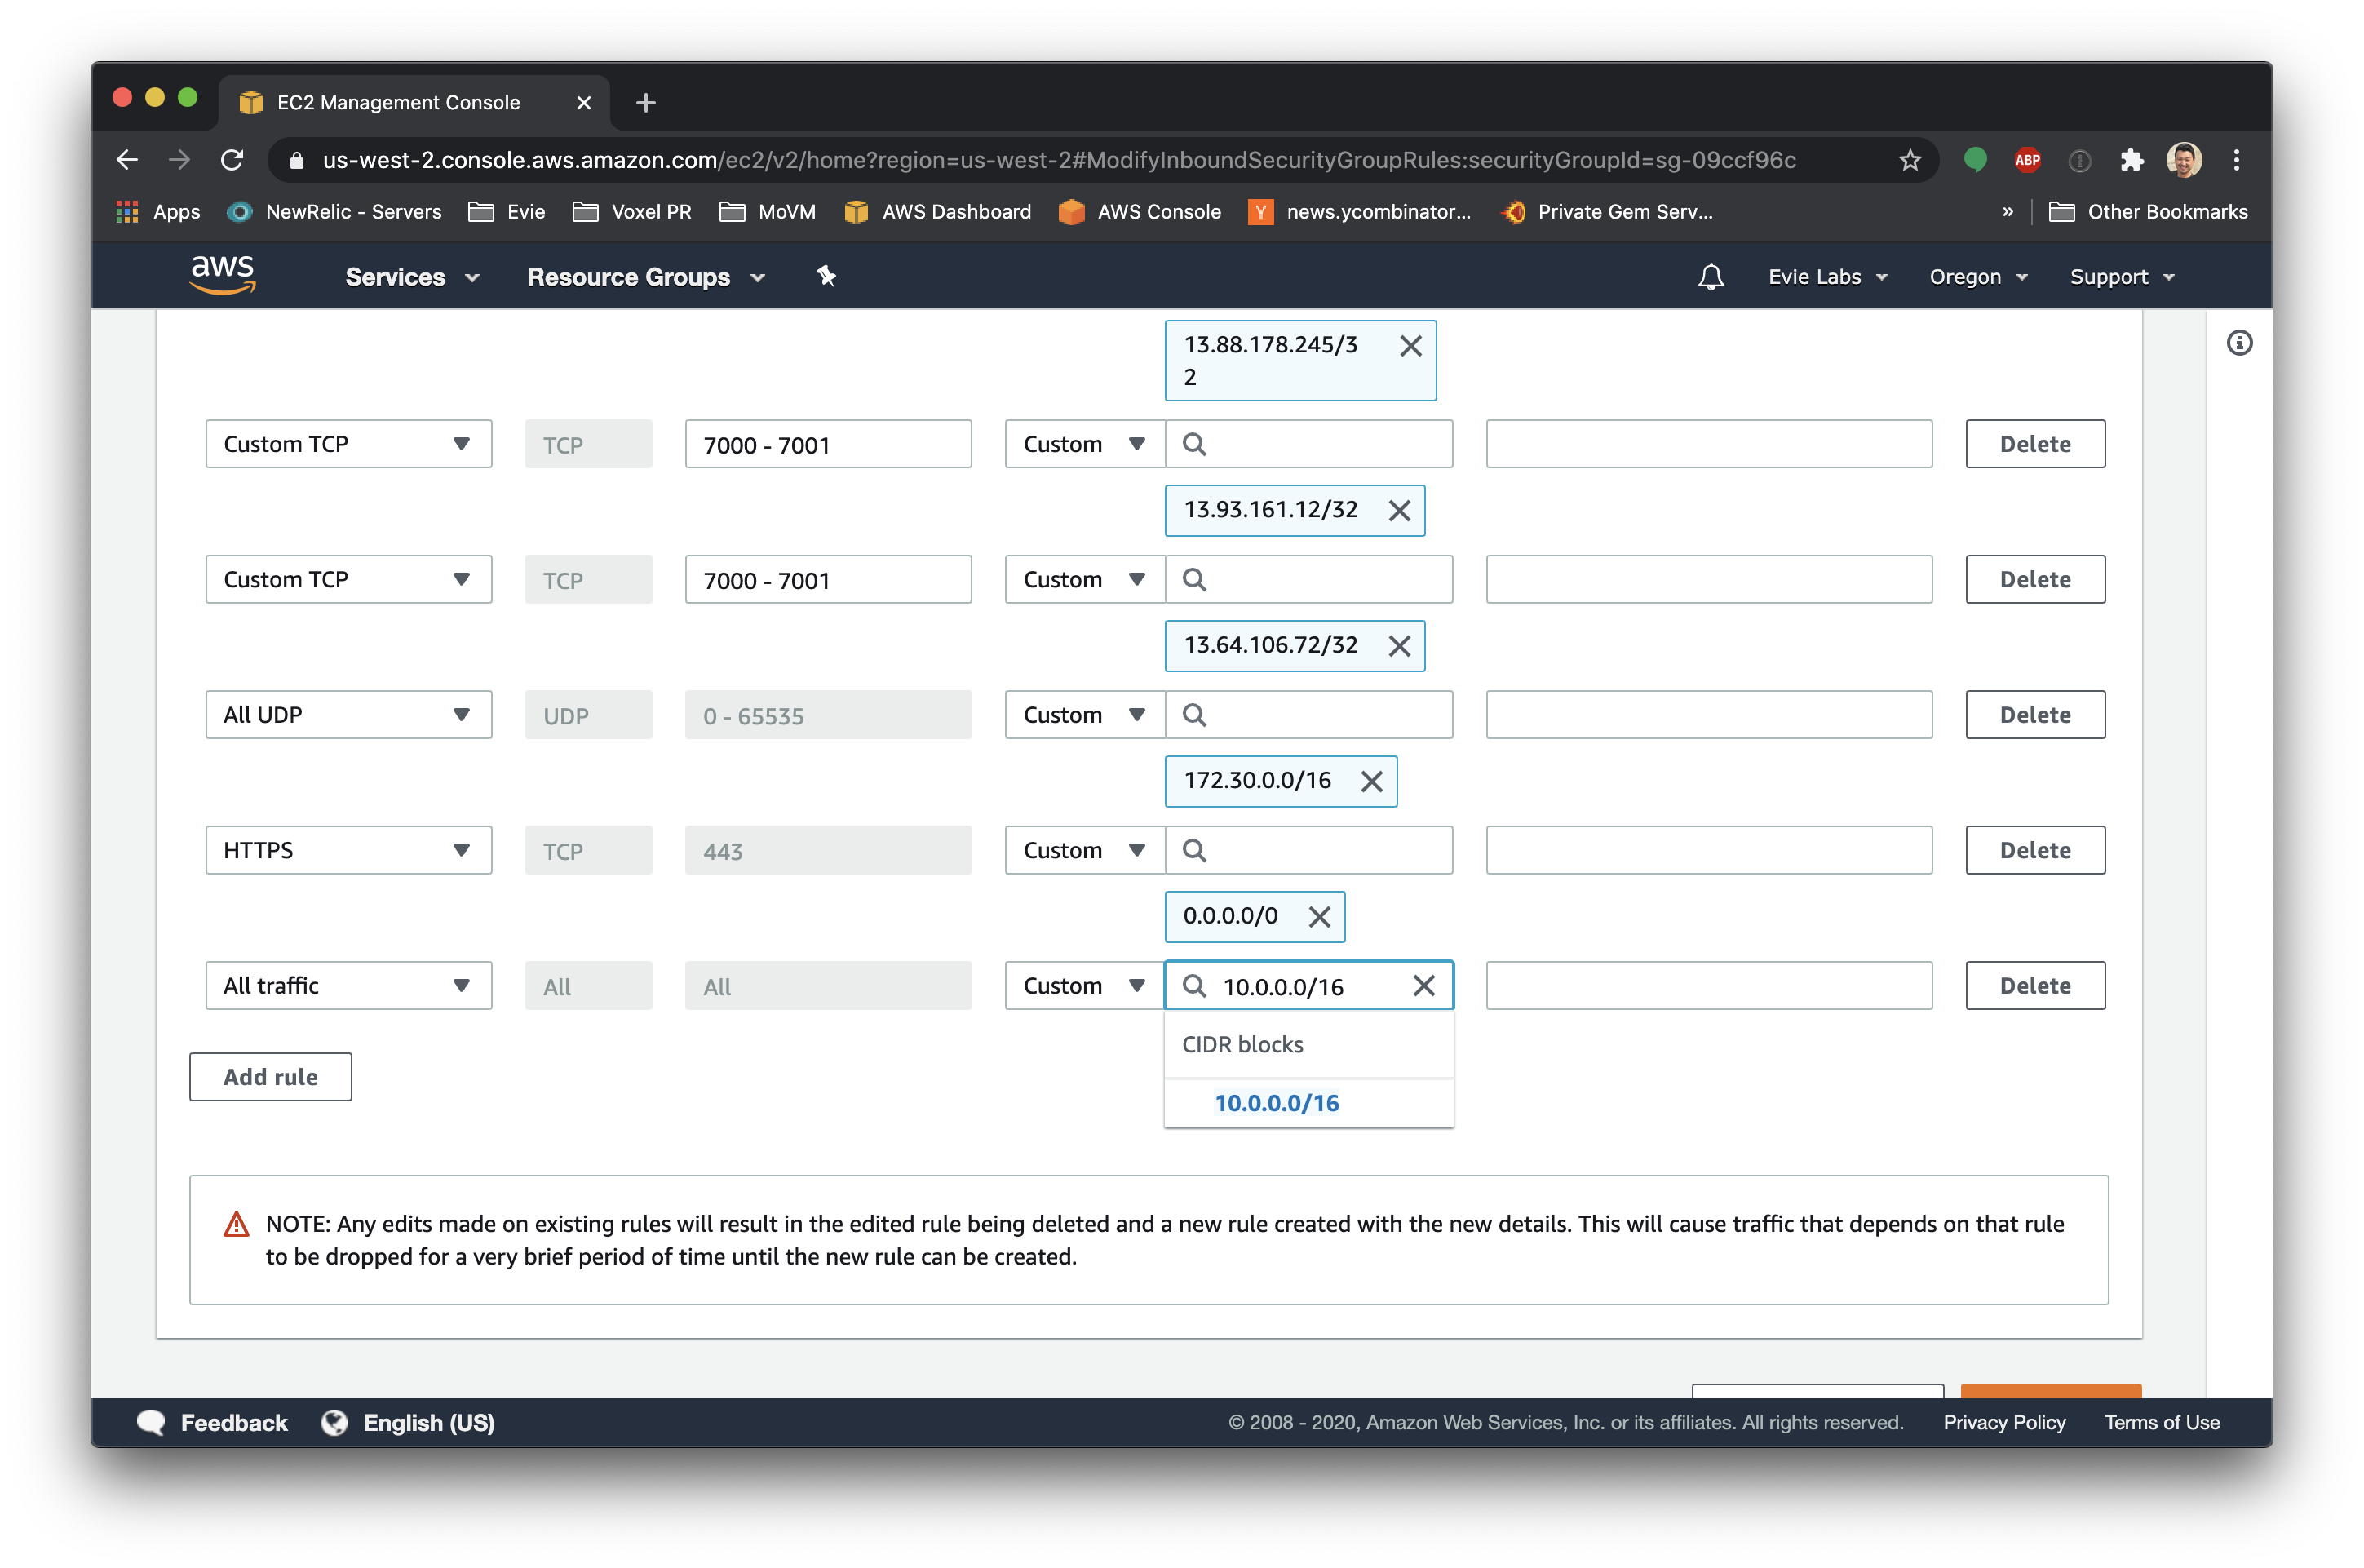 EC2 Management Console
us-west-2.console.aws.amazon.com/ec2/v2/home?region=us-west-2#ModifyInboundSecurityGroupRules:securityGroupId=sg-09ccf96c
ABP
Apps NewRelic - Servers Evie Voxel PR MoVM AWS Dashboard AWS Console Y news.ycombinator... Private Gem Serv... » Other Bookmarks
aws Services Resource Groups Evie Labs Oregon Support
13.88.178.245/3
2
Custom TCP TCP 7000 - 7001 Custom Delete
13.93.161.12/32
Custom TCP TCP 7000 - 7001 Custom Delete
13.64.106.72/32
All UDP UDP 0 - 65535 Custom Delete
172.30.0.0/16
HTTPS TCP 443 Custom Delete
0.0.0.0/0
All traffic All All Custom 10.0.0.0/16 Delete
CIDR blocks
Add rule
10.0.0.0/16
NOTE: Any edits made on existing rules will result in the edited rule being deleted and a new rule created with the new details. This will cause traffic that depends on that rule
to be dropped for a very brief period of time until the new rule can be created.
Feedback English (US) © 2008 - 2020, Amazon Web Services, Inc. or its affiliates. All rights reserved. Privacy Policy Terms of Use